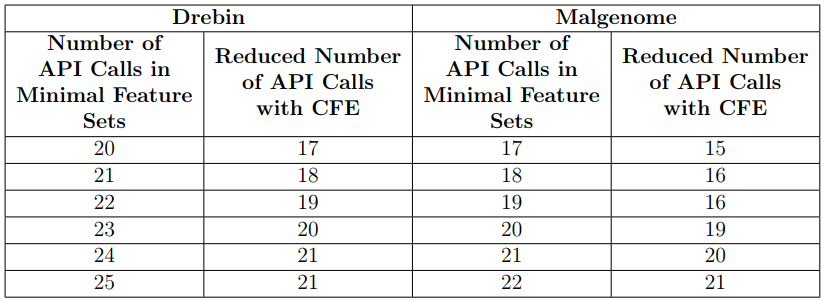 Drebin Malgenome
Number of API Calls in Minimal Feature Sets Reduced Number of API Calls with CFE Number of API Calls in Minimal Feature Sets Reduced Number of API Calls with CFE
20 17 17 15
21 18 18 16
22 19 19 16
23 20 20 19
24 21 21 20
25 21 22 21